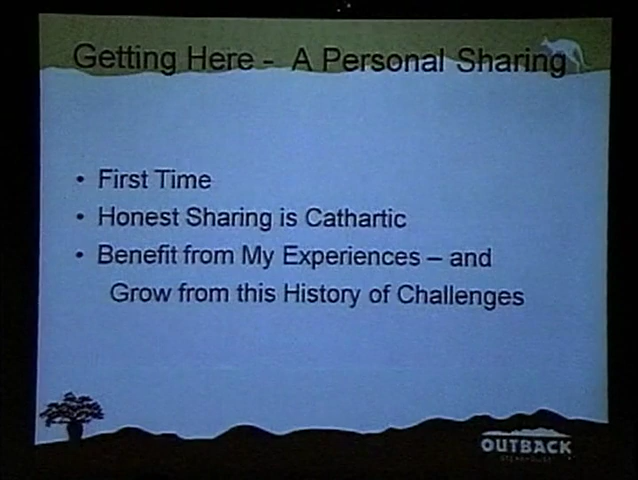 Getting Here - A Personal Sharing
• First Time
• Honest Sharing is Cathartic
• Benefit from My Experiences – and
Grow from this History of Challenges
OUTBACK
STEAKHOUSE